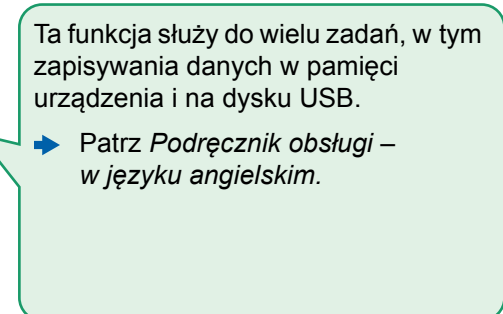 Ta funkcja służy do wielu zadań, w tym
zapisywania danych w pamięci
urządzenia i na dysku USB.
Patrz Podręcznik obsługi –
w języku angielskim.